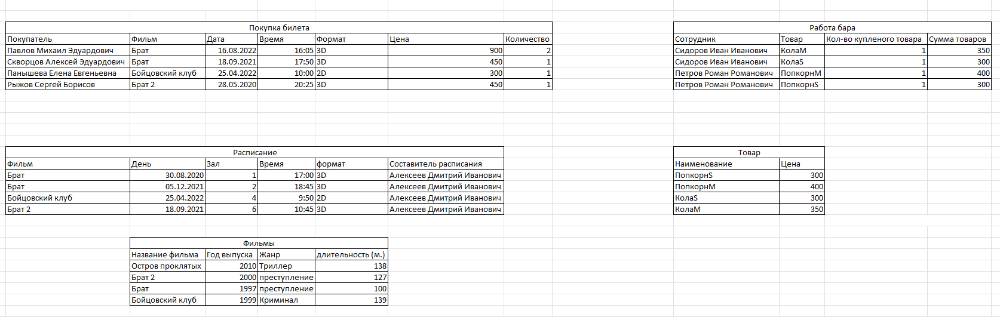 Покупка билета
Покупатель Фильм Дата Время Формат Цена Количество
Павлов Михаил Эдуардович Брат 16.08.2022 16:05 3D 900 2
Скворцов Алексей Эдуардович Брат 18.09.2021 17:50 3D 450 1
Панышева Елена Евгеньевна Бойцовский клуб 25.04.2022 10:00 2D 300 1
Рыжов Сергей Борисов Брат 2 28.05.2020 20:25 3D 450 1
Работа бара
Сотрудник Товар Кол-во купленого товара Сумма товаров
Сидоров Иван Иванович КолаM 1 350
Сидоров Иван Иванович КолаS 1 300
Петров Роман Романович ПопкорнM 1 400
Петров Роман Романович ПопкорнS 1 300
Расписание
Фильм День Зал Время формат Составитель расписания
Брат 30.08.2020 1 17:00 3D Алексеев Дмитрий Иванович
Брат 05.12.2021 2 18:45 3D Алексеев Дмитрий Иванович
Бойцовский клуб 25.04.2022 4 9:50 2D Алексеев Дмитрий Иванович
Брат 2 18.09.2021 6 10:45 3D Алексеев Дмитрий Иванович
Товар
Наименование Цена
ПопкорнS 300
ПопкорнM 400
КолаS 300
КолаM 350
Фильмы
Название фильма Год выпуска Жанр длительность (м.)
Остров проклятых 2010 Триллер 138
Брат 2 2000 преступление 127
Брат 1997 преступление 100
Бойцовский клуб 1999 Криминал 139